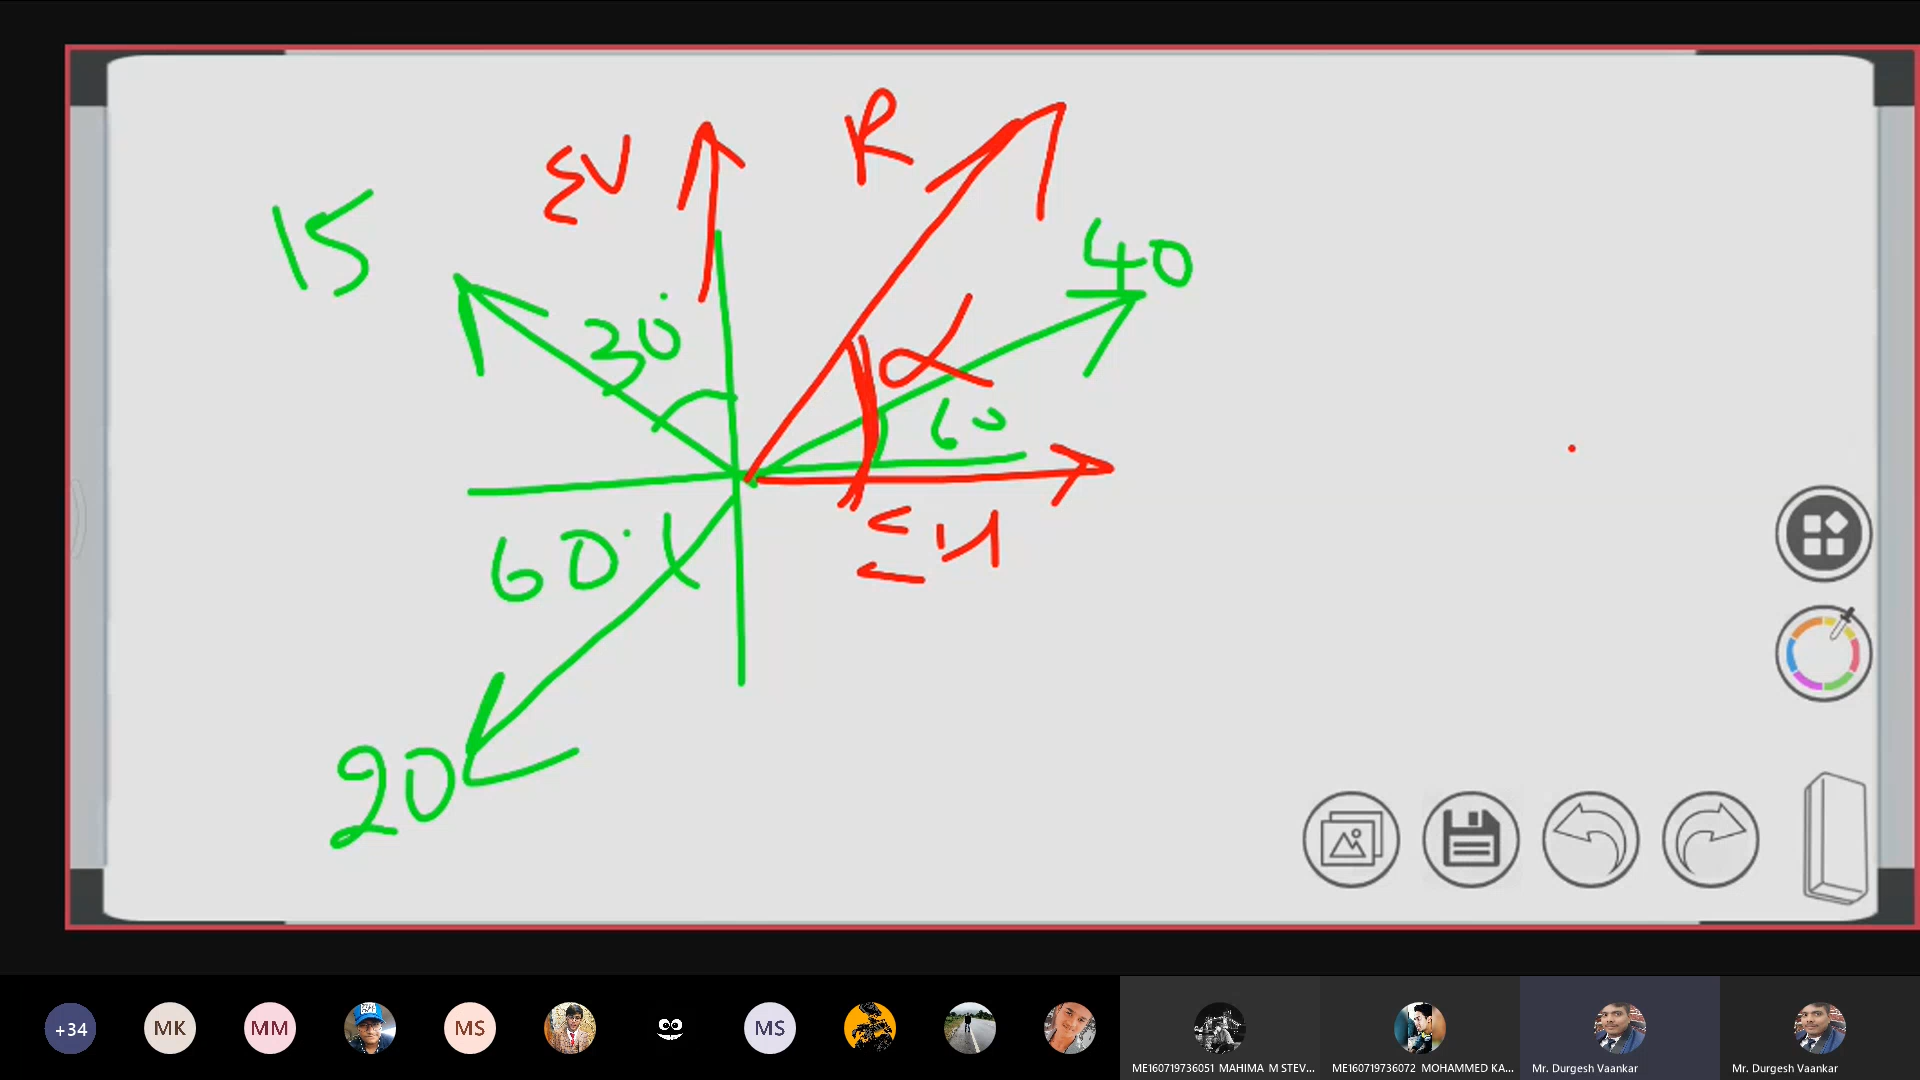 ΣV
R
15
40
30°
α
60
ΣH
60°
20
+34
MK
MM
MS
MS
ME160719736051 MAHIMA M STEV...
ME160719736072 MOHAMMED KA...
Mr. Durgesh Vaankar
Mr. Durgesh Vaankar